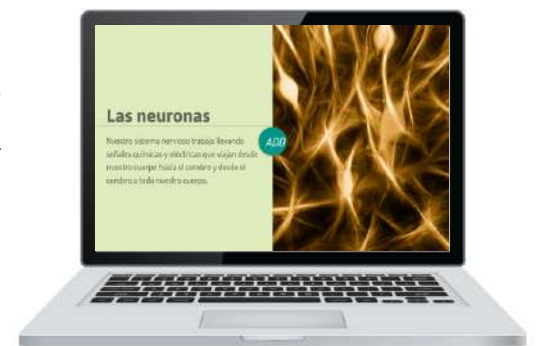 Las neuronas
Nuestro sistema nervioso trabaja llevando
señales químicas y eléctricas que viajan desde
nuestro cuerpo hacia el cerebro y desde el
cerebro a todo nuestro cuerpo.
ADD